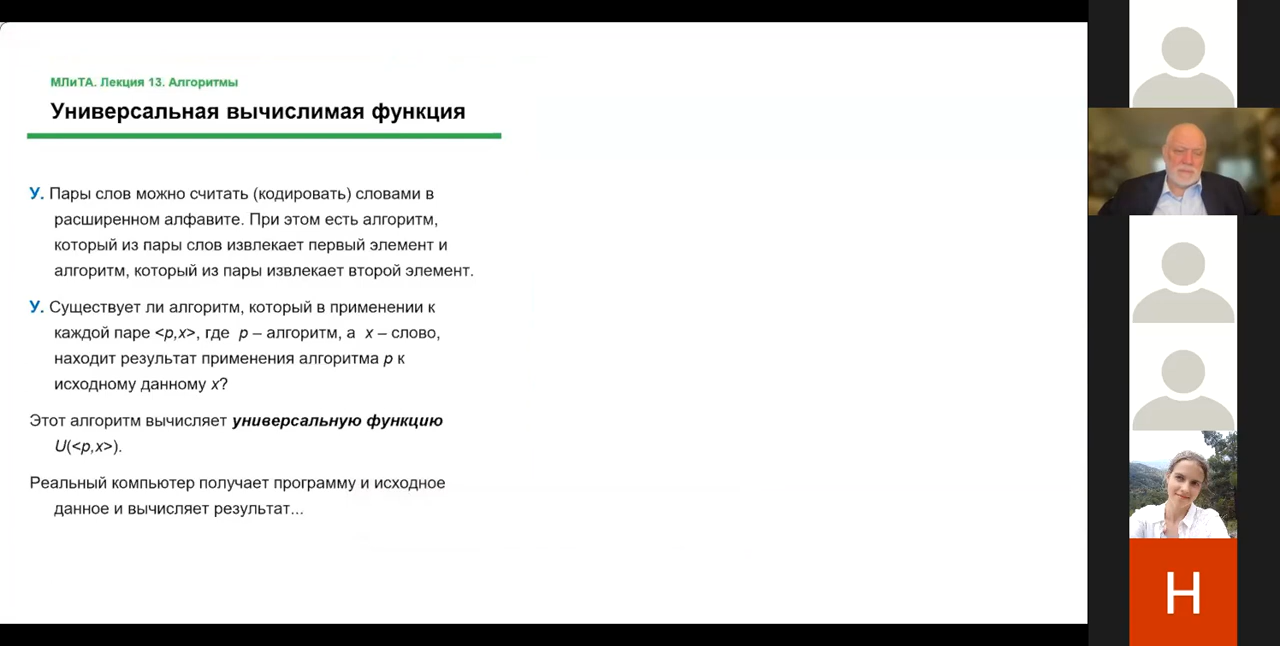 МЛиТА. Лекция 13. Алгоритмы
Универсальная вычислимая функция
У. Пары слов можно считать (кодировать) словами в
расширенном алфавите. При этом есть алгоритм,
который из пары слов извлекает первый элемент и
алгоритм, который из пары извлекает второй элемент.
У. Существует ли алгоритм, который в применении к
каждой паре <p,x>, где p – алгоритм, а x – слово,
находит результат применения алгоритма p к
исходному данному x?
Этот алгоритм вычисляет универсальную функцию
U(<p,x>).
Реальный компьютер получает программу и исходное
данное и вычисляет результат...
Н